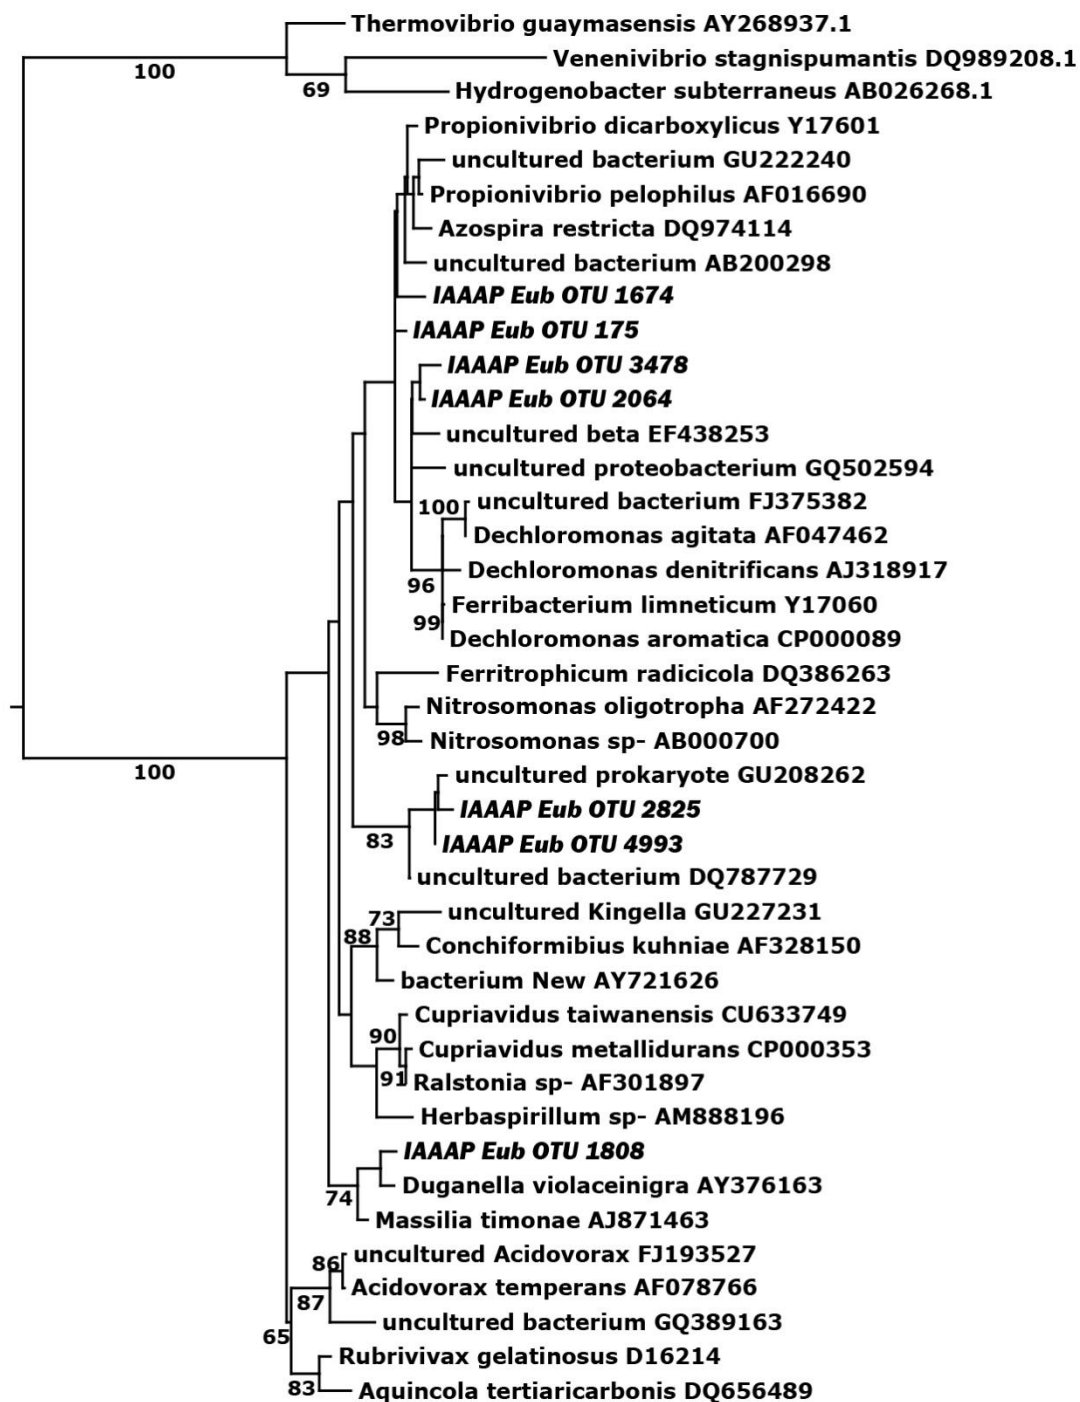 Thermovibrio guaymasensis AY268937.1
Venenivibrio stagnispumantis DQ989208.1
100
69
Hydrogenobacter subterraneus AB026268.1
Propionivibrio dicarboxylicus Y17601
uncultured bacterium GU222240
Propionivibrio pelophilus AF016690
Azospira restricta DQ974114
uncultured bacterium AB200298
IAAAP Eub OTU 1674
IAAAP Eub OTU 175
IAAAP Eub OTU 3478
IAAAP Eub OTU 2064
uncultured beta EF438253
uncultured proteobacterium GQ502594
100 uncultured bacterium FJ375382
Dechloromonas agitata AF047462
Dechloromonas denitrificans AJ318917
96
Ferribacterium limneticum Y17060
99
Dechloromonas aromatica CP000089
Ferritrophicum radicicola DQ386263
Nitrosomonas oligotropha AF272422
98 Nitrosomonas sp- AB000700
100
uncultured prokaryote GU208262
IAAAP Eub OTU 2825
83 IAAAP Eub OTU 4993
uncultured bacterium DQ787729
73 uncultured Kingella GU227231
88 Conchiformibius kuhniae AF328150
bacterium New AY721626
Cupriavidus taiwanensis CU633749
90
Cupriavidus metallidurans CP000353
91 Ralstonia sp- AF301897
Herbaspirillum sp- AM888196
IAAAP Eub OTU 1808
Duganella violaceinigra AY376163
74
Massilia timonae AJ871463
uncultured Acidovorax FJ193527
86
Acidovorax temperans AF078766
87
uncultured bacterium GQ389163
65
Rubrivivax gelatinosus D16214
83 Aquincola tertiaricarbonis DQ656489